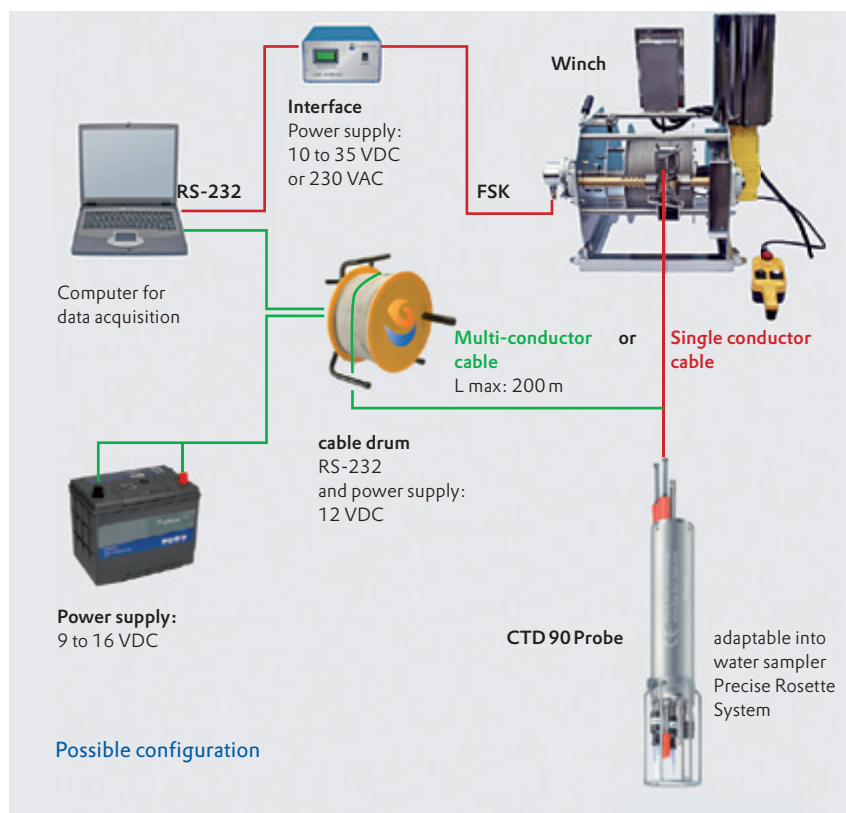 Winch
Interface
Power supply:
10 to 35 VDC
or 230 VAC
RS-232
FSK
Computer for
data acquisition
Multi-conductor
cable
L max: 200 m
or
Single conductor
cable
cable drum
RS-232
and power supply:
12 VDC
Power supply:
9 to 16 VDC
CTD 90 Probe
adaptable into
water sampler
Precise Rosette
System
Possible configuration